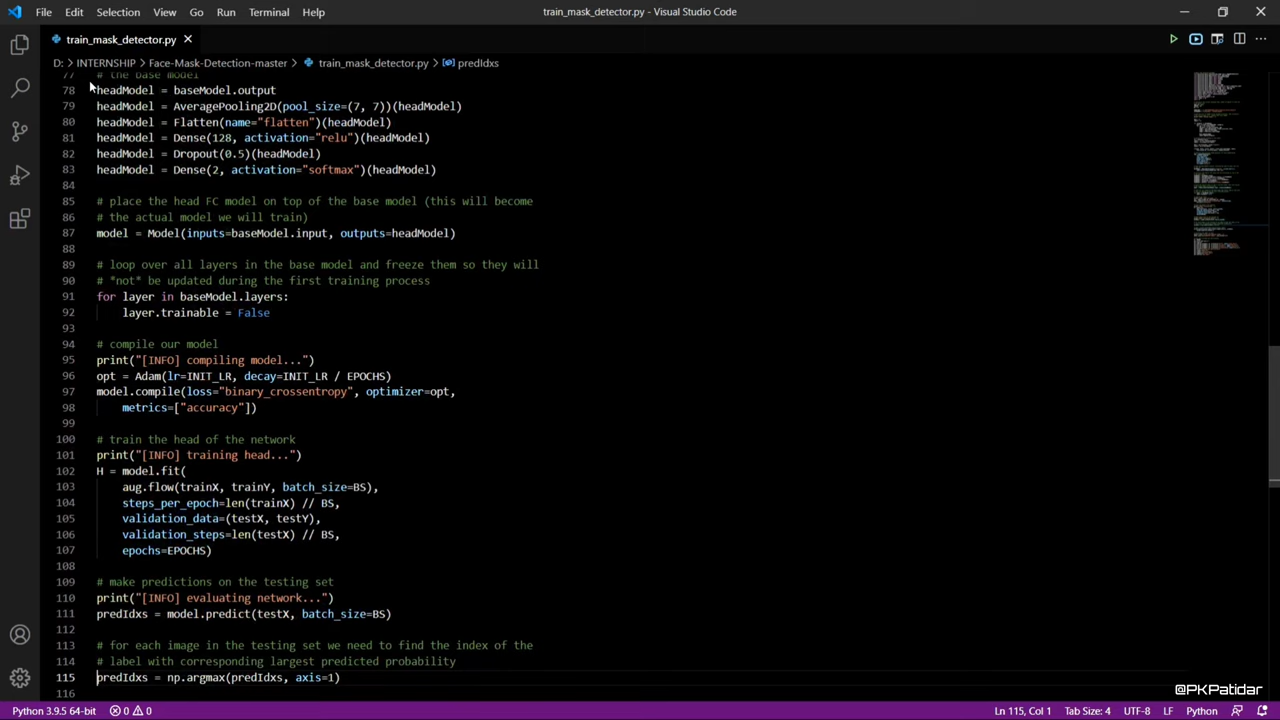 File Edit Selection View Go Run Terminal Help train_mask_detector.py - Visual Studio Code
train_mask_detector.py
D: > INTERNSHIP > Face-Mask-Detection-master > train_mask_detector.py > predIdxs
77 # the base model
78 headModel = baseModel.output
79 headModel = AveragePooling2D(pool_size=(7, 7))(headModel)
80 headModel = Flatten(name="flatten")(headModel)
81 headModel = Dense(128, activation="relu")(headModel)
82 headModel = Dropout(0.5)(headModel)
83 headModel = Dense(2, activation="softmax")(headModel)
84
85 # place the head FC model on top of the base model (this will become
86 # the actual model we will train)
87 model = Model(inputs=baseModel.input, outputs=headModel)
88
89 # loop over all layers in the base model and freeze them so they will
90 # *not* be updated during the first training process
91 for layer in baseModel.layers:
92     layer.trainable = False
93
94 # compile our model
95 print("[INFO] compiling model...")
96 opt = Adam(lr=INIT_LR, decay=INIT_LR / EPOCHS)
97 model.compile(loss="binary_crossentropy", optimizer=opt,
98     metrics=["accuracy"])
99
100 # train the head of the network
101 print("[INFO] training head...")
102 H = model.fit(
103     aug.flow(trainX, trainY, batch_size=BS),
104     steps_per_epoch=len(trainX) // BS,
105     validation_data=(testX, testY),
106     validation_steps=len(testX) // BS,
107     epochs=EPOCHS)
108
109 # make predictions on the testing set
110 print("[INFO] evaluating network...")
111 predIdxs = model.predict(testX, batch_size=BS)
112
113 # for each image in the testing set we need to find the index of the
114 # label with corresponding largest predicted probability
115 predIdxs = np.argmax(predIdxs, axis=1)
116
@PKPatidar
Python 3.9.5 64-bit 0 0 Ln 115, Col 1 Tab Size: 4 UTF-8 LF Python